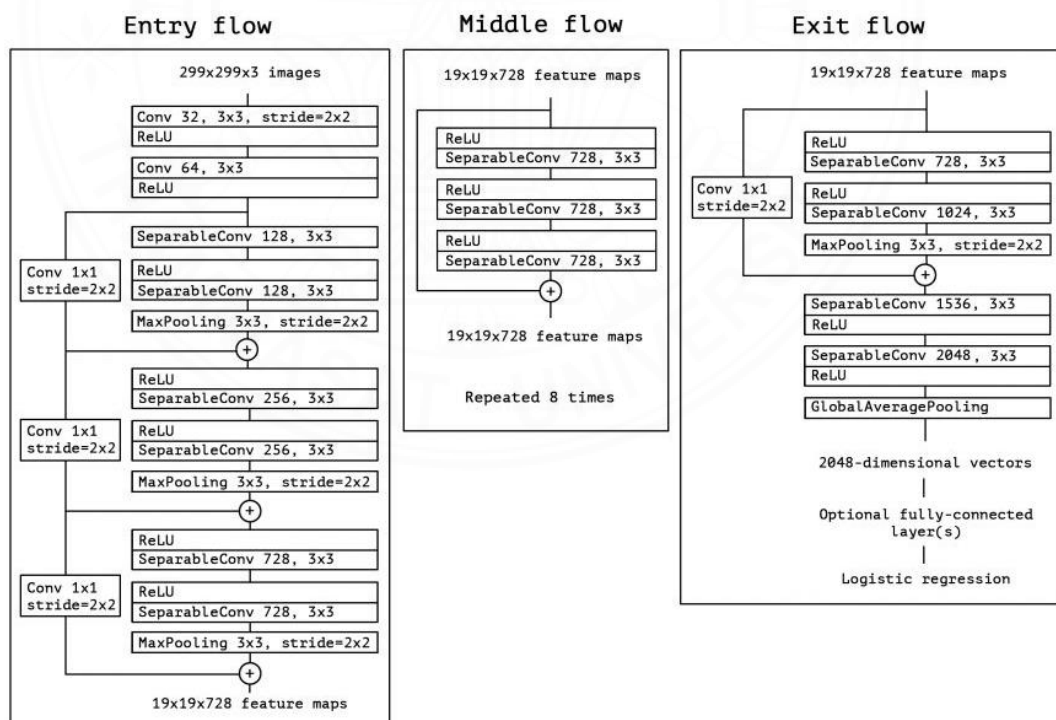 Entry flow
299x299x3 images
Conv 32, 3x3, stride=2x2
ReLU
Conv 64, 3x3
ReLU
SeparableConv 128, 3x3
Conv 1x1
stride=2x2
ReLU
SeparableConv 128, 3x3
MaxPooling 3x3, stride=2x2
+
ReLU
SeparableConv 256, 3x3
Conv 1x1
stride=2x2
ReLU
SeparableConv 256, 3x3
MaxPooling 3x3, stride=2x2
+
ReLU
SeparableConv 728, 3x3
Conv 1x1
stride=2x2
ReLU
SeparableConv 728, 3x3
MaxPooling 3x3, stride=2x2
+
19x19x728 feature maps
Middle flow
19x19x728 feature maps
ReLU
SeparableConv 728, 3x3
ReLU
SeparableConv 728, 3x3
ReLU
SeparableConv 728, 3x3
+
19x19x728 feature maps
Repeated 8 times
Exit flow
19x19x728 feature maps
ReLU
SeparableConv 728, 3x3
Conv 1x1
stride=2x2
ReLU
SeparableConv 1024, 3x3
MaxPooling 3x3, stride=2x2
+
SeparableConv 1536, 3x3
ReLU
SeparableConv 2048, 3x3
ReLU
GlobalAveragePooling
2048-dimensional vectors
Optional fully-connected
layer(s)
Logistic regression